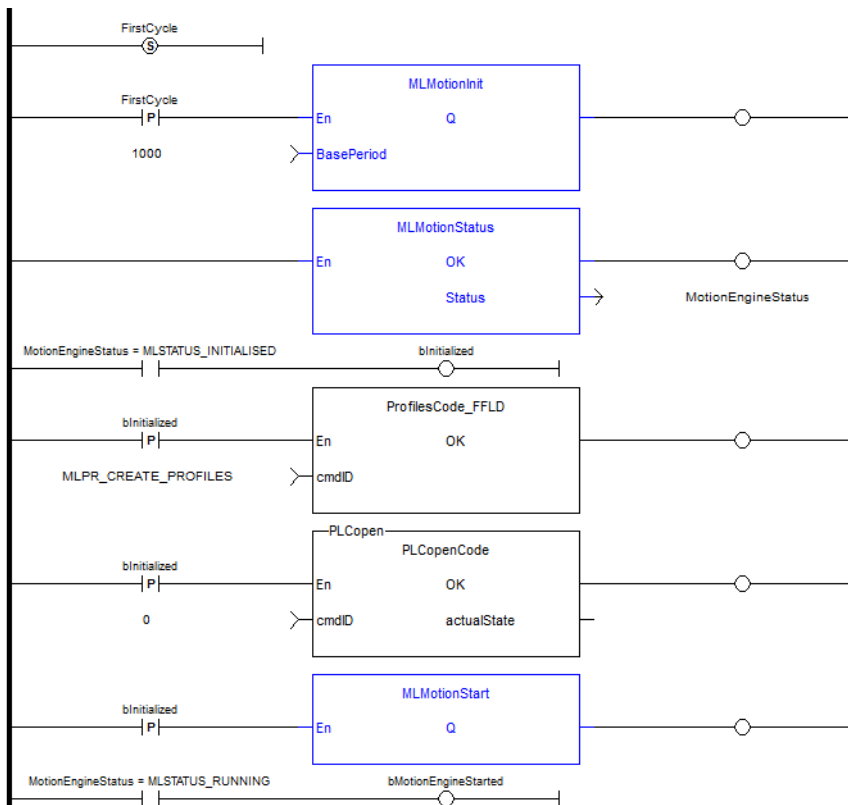 FirstCycle
S
FirstCycle
P
1000
MLMotionInit
En Q
BasePeriod
MLMotionStatus
En OK
Status
MotionEngineStatus
MotionEngineStatus = MLSTATUS_INITIALISED
bInitialized
bInitialized
P
MLPR_CREATE_PROFILES
ProfilesCode_FFLD
En OK
cmdID
bInitialized
P
0
PLCopen
PLCopenCode
En OK
cmdID actualState
bInitialized
P
MLMotionStart
En Q
MotionEngineStatus = MLSTATUS_RUNNING
bMotionEngineStarted